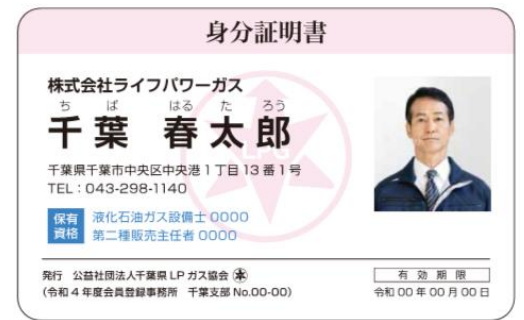 身分証明書
株式会社ライフパワーガス
ちば はるたろう
千葉 春太郎
千葉県千葉市中央区中央港1丁目13番1号
TEL:043-298-1140
保有資格
液化石油ガス設備士 0000
第二種販売主任者 0000
LPG
発行 公益社団法人千葉県LPガス協会 本
(令和4年度会員登録事務所 千葉支部 No.00-00)
有効期限
令和00年00月00日